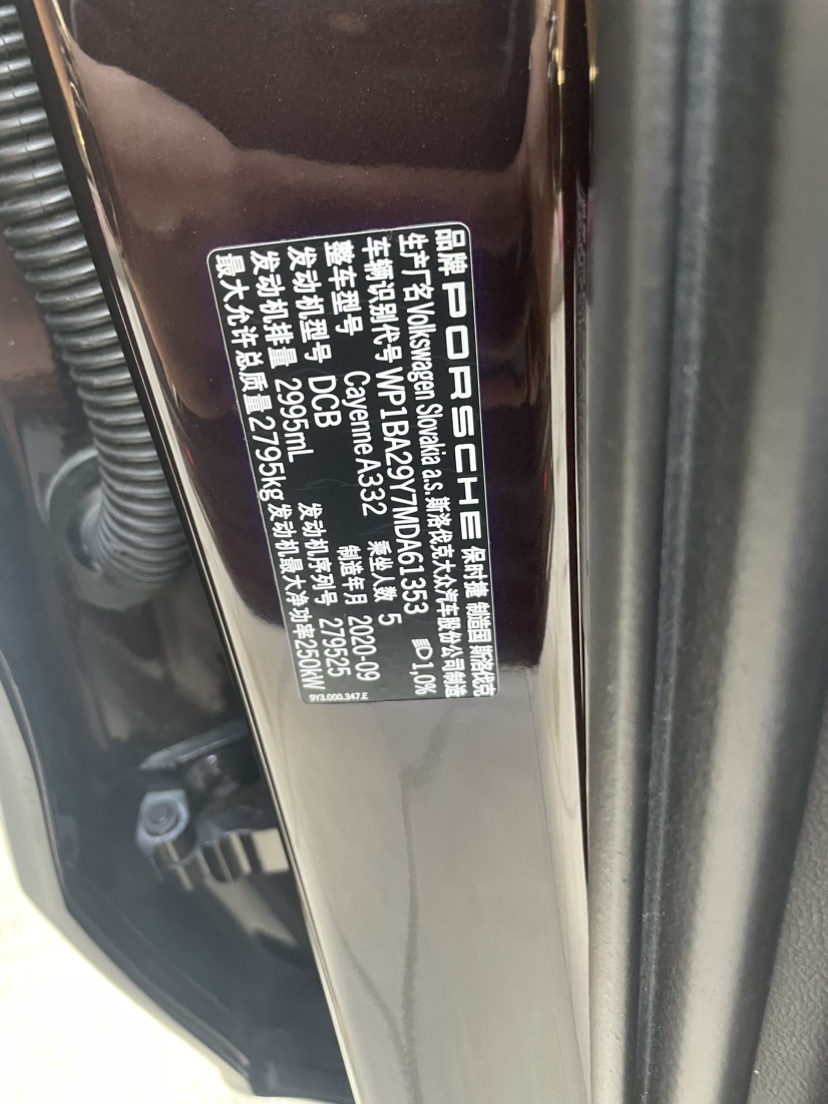 品牌 PORSCHE 保时捷 制造国 斯洛伐克
生产厂名 Volkswagen Slovakia a.s. 斯洛伐克大众汽车股份公司制造
车辆识别代号 WP1BA29Y7MDA61353 1,0%
整车型号 Cayenne A332 乘坐人数 5
发动机型号 DCB 制造年月 2020-09
发动机排量 2995mL 发动机序列号 279525
最大允许总质量 2795kg 发动机最大净功率 250kW
9Y3.000.347.E